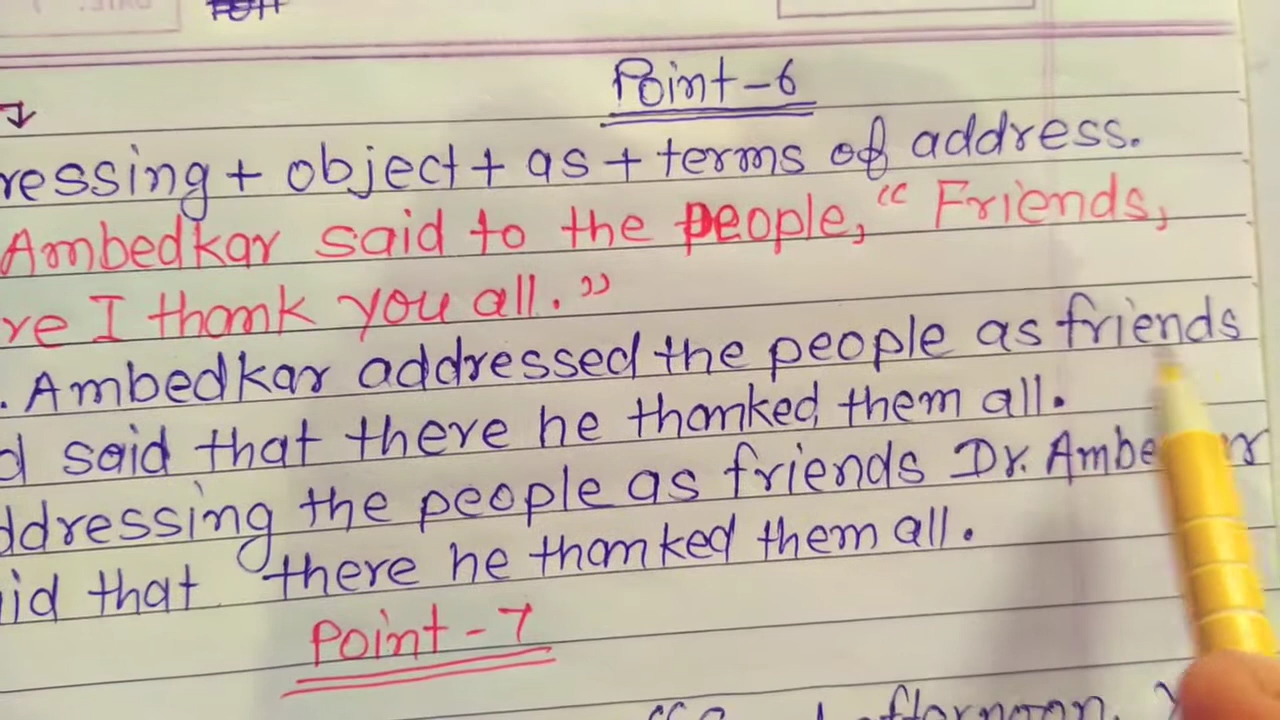 Point-6
ressing + object + as + terms of address.
Ambedkar said to the people, “Friends,
re I thank you all.”
. Ambedkar addressed the people as friends
d said that there he thanked them all.
ddressing the people as friends Dr. Ambe
id that there he thanked them all.
Point-7